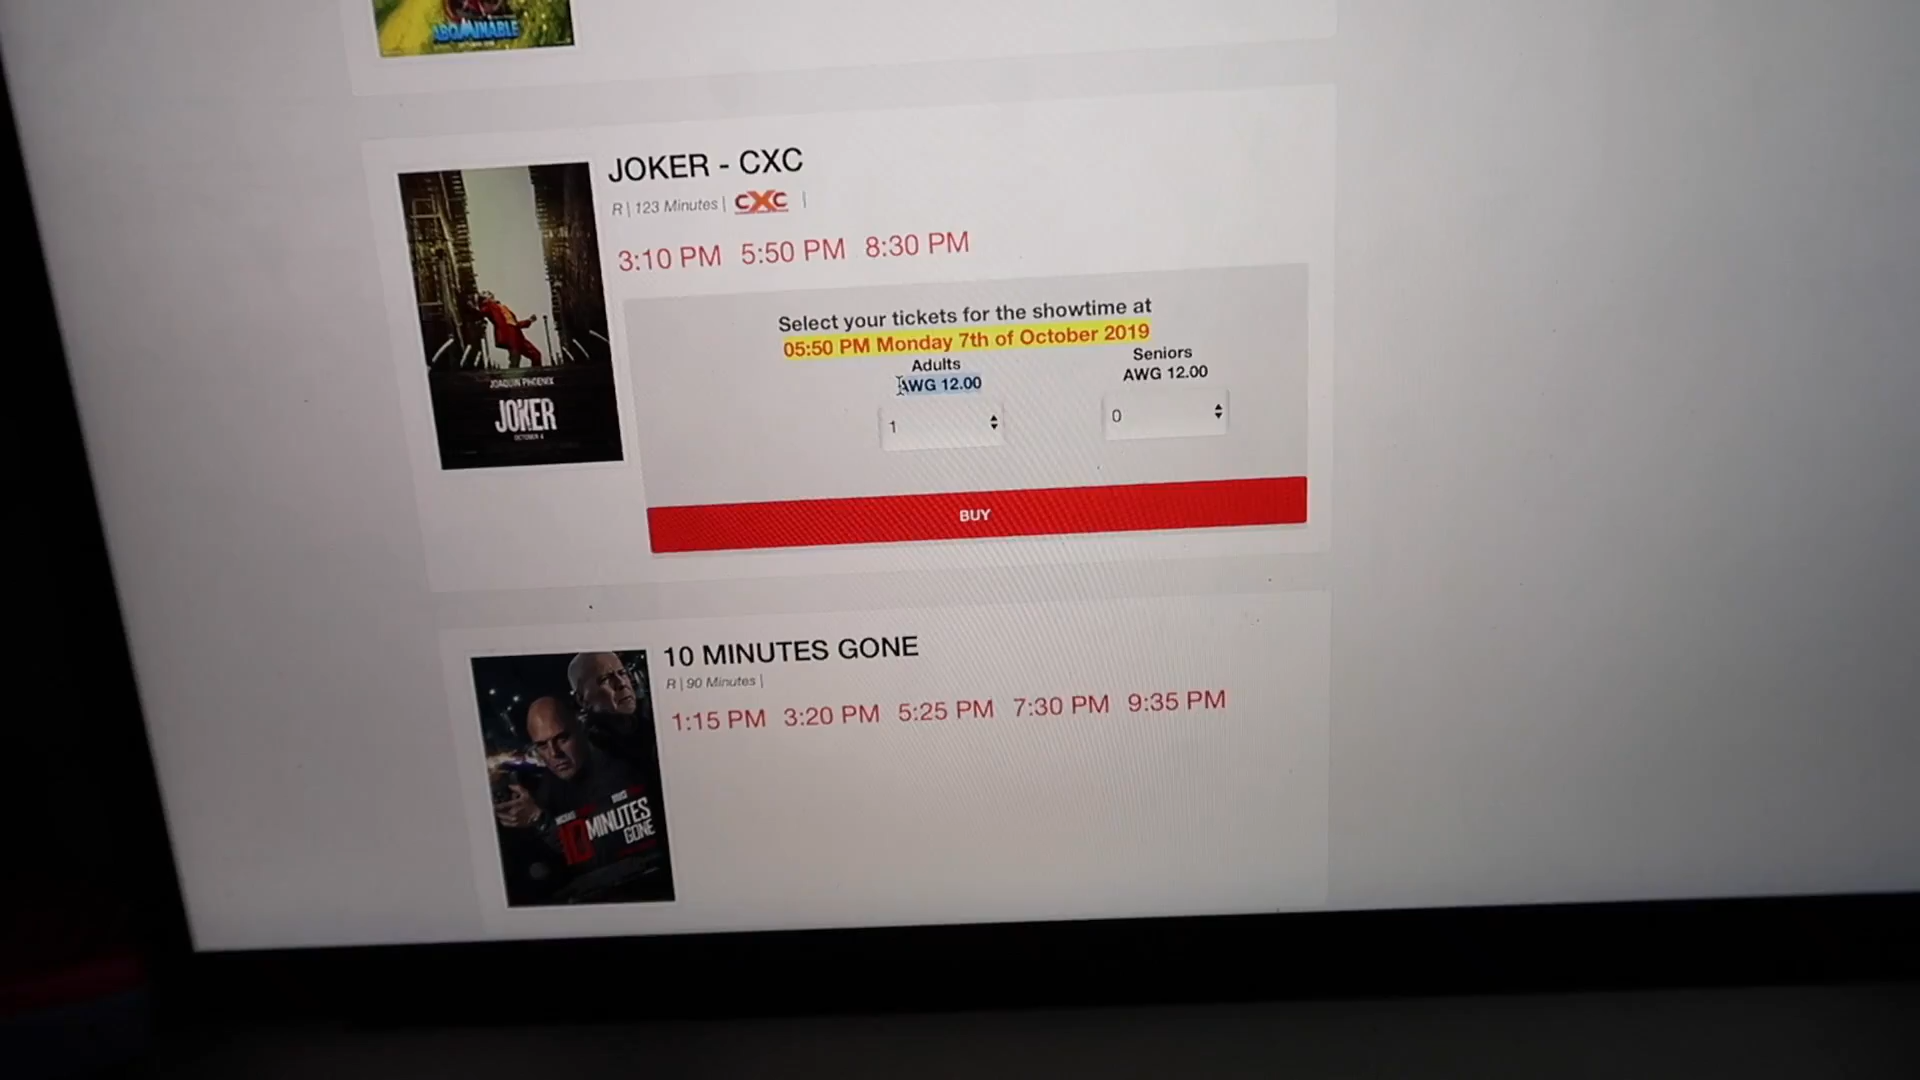 ABOMINABLE
JOKER - CXC
R | 123 Minutes | CXC |
3:10 PM 5:50 PM 8:30 PM
Select your tickets for the showtime at
05:50 PM Monday 7th of October 2019
Adults
AWG 12.00
1
Seniors
AWG 12.00
0
BUY
JOAQUIN PHOENIX
JOKER
OCTOBER 4
10 MINUTES GONE
R | 90 Minutes |
1:15 PM 3:20 PM 5:25 PM 7:30 PM 9:35 PM
10 MINUTES
GONE